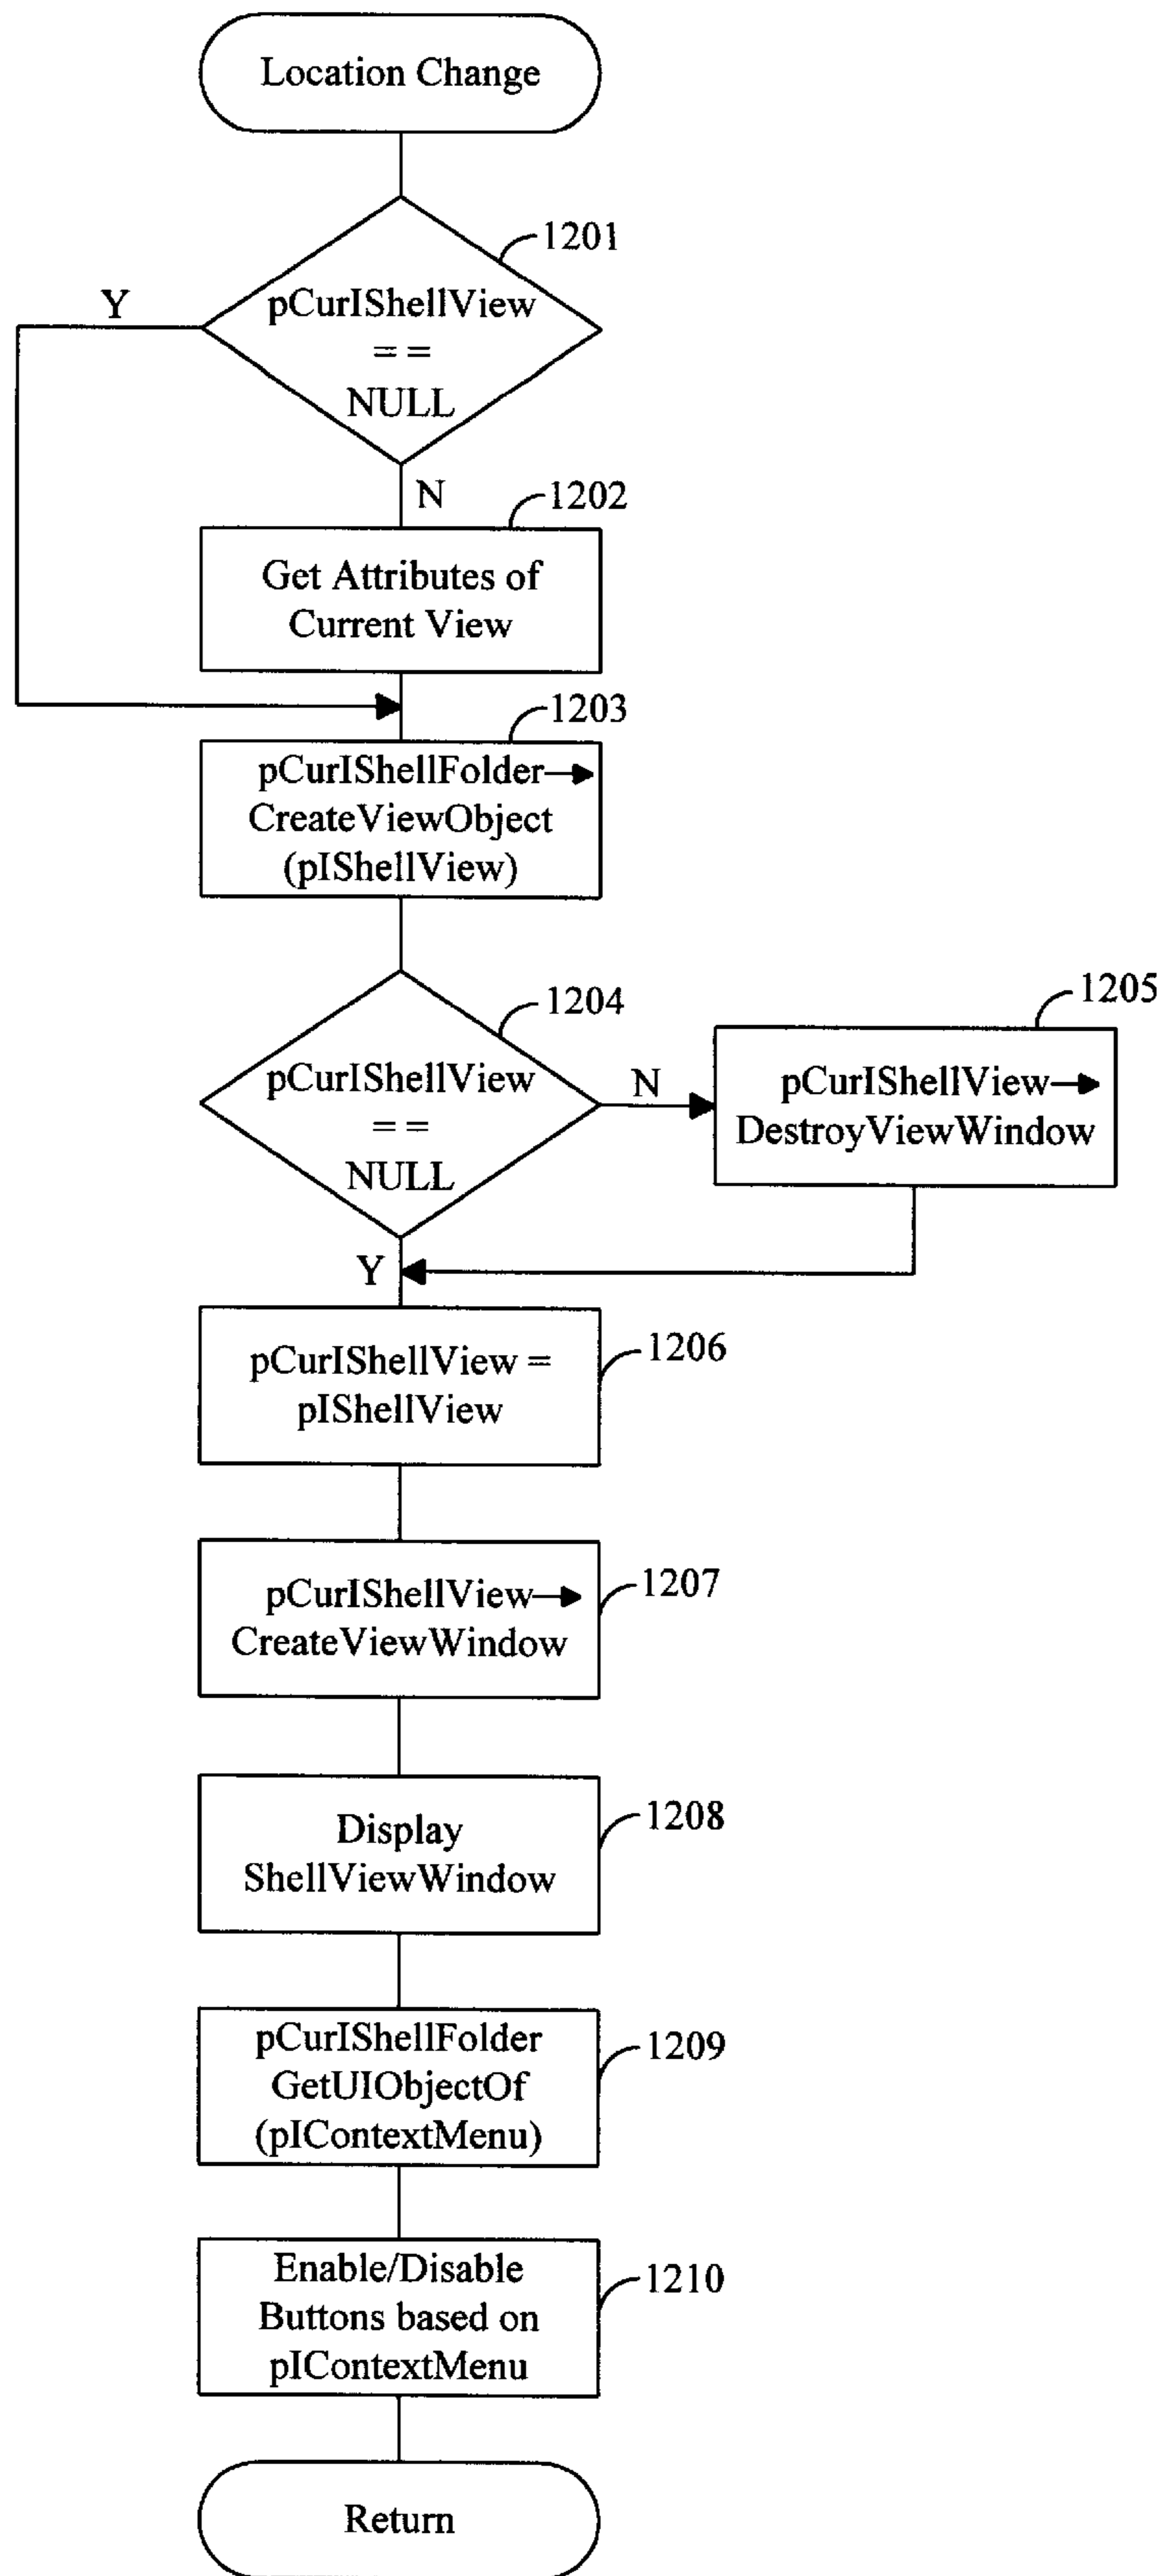 Location Change
1201
Y
pCurIShellView
= =
NULL
N
1202
Get Attributes of
Current View
1203
pCurIShellFolder→
CreateViewObject
(pIShellView)
1204
1205
pCurIShellView
= =
NULL
N
pCurIShellView→
DestroyViewWindow
Y
1206
pCurIShellView =
pIShellView
1207
pCurIShellView→
CreateViewWindow
1208
Display
ShellViewWindow
1209
pCurIShellFolder
GetUIObjectOf
(pIContextMenu)
1210
Enable/Disable
Buttons based on
pIContextMenu
Return